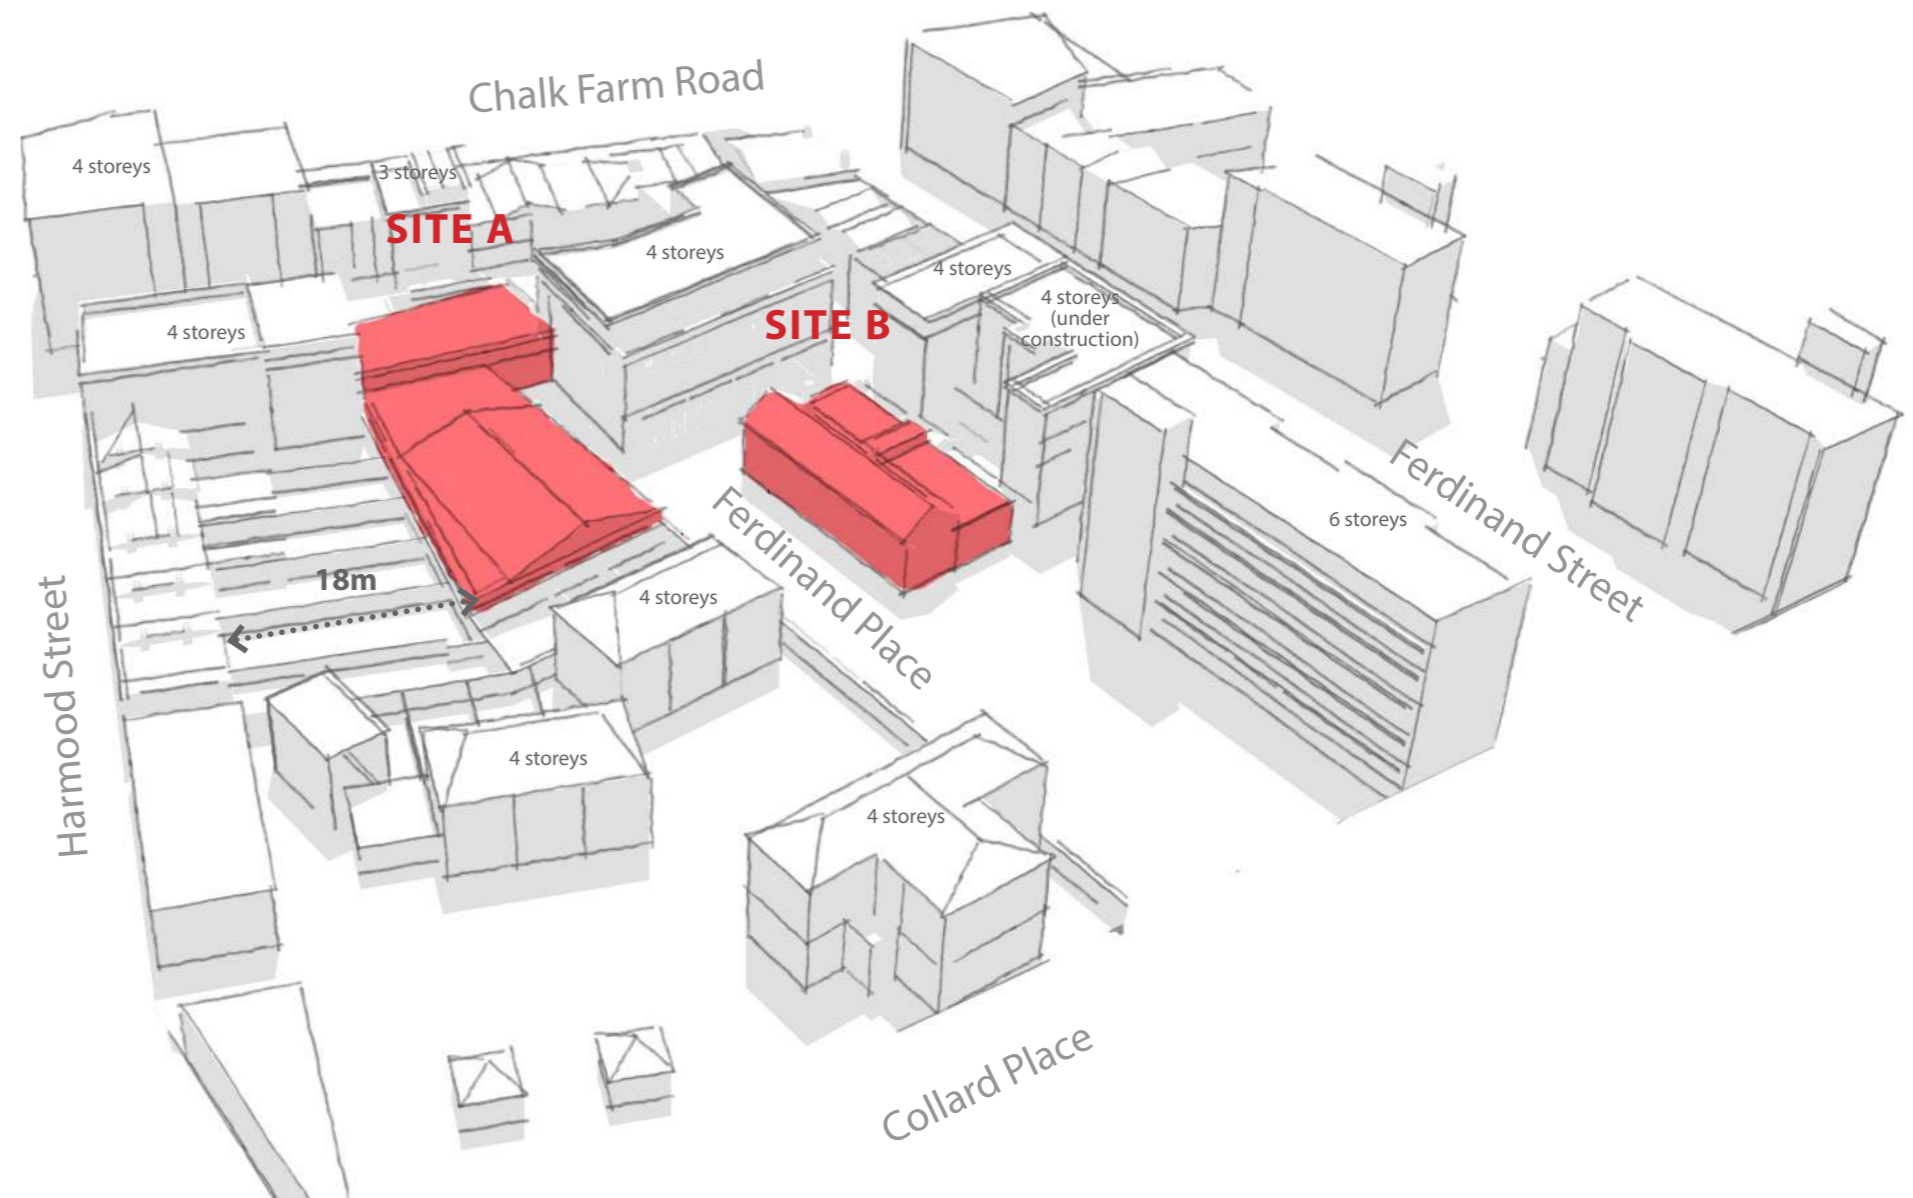 Chalk Farm Road
4 storeys
3 storeys
SITE A
4 storeys
4 storeys
4 storeys
(under
construction)
SITE B
4 storeys
6 storeys
Ferdinand Street
Ferdinand Place
18m
4 storeys
Harmood Street
4 storeys
4 storeys
Collard Place